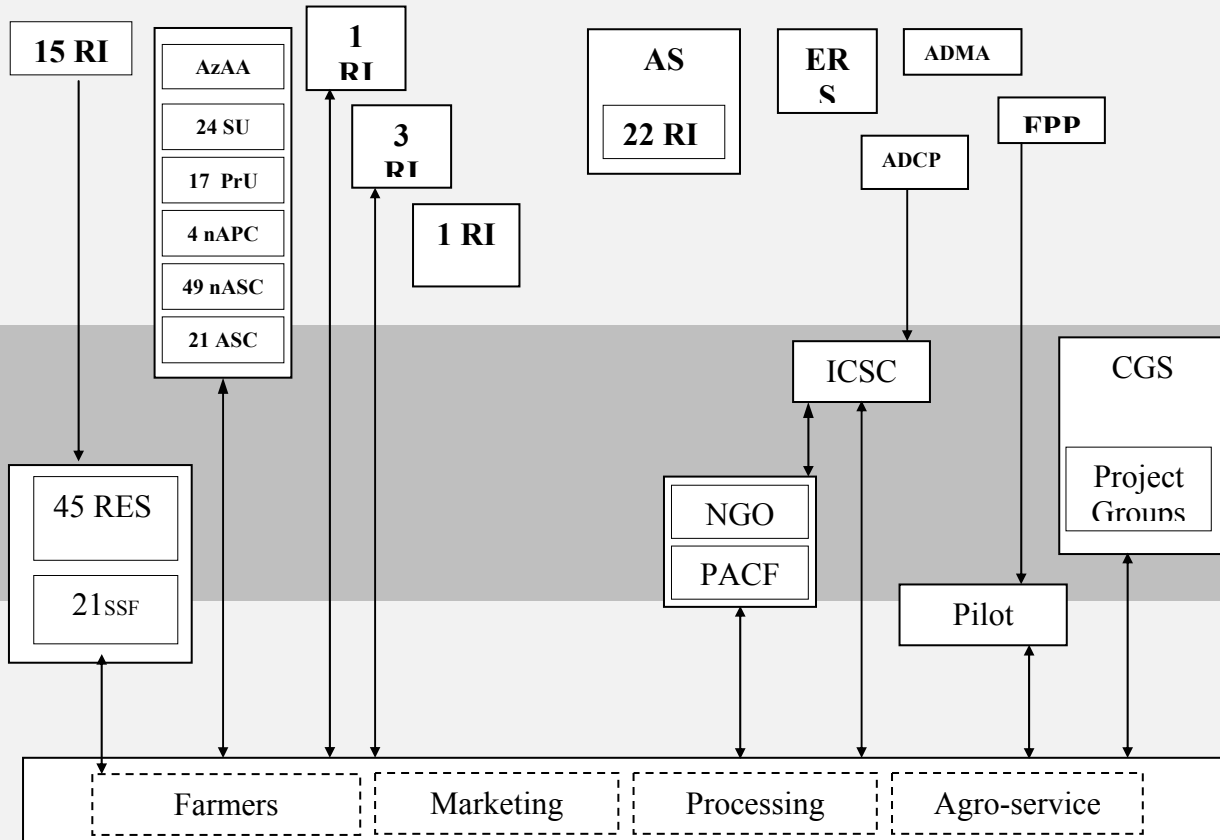 15 RI
AzAA
24 SU
17 PrU
4 nAPC
49 nASC
21 ASC
1
RI
3
RI
1 RI
AS
22 RI
ER
S
ADMA
ADCP
ICSC
CGS
Project
Groups
45 RES
21SSF
NGO
PACF
Pilot
Farmers
Marketing
Processing
Agro-service